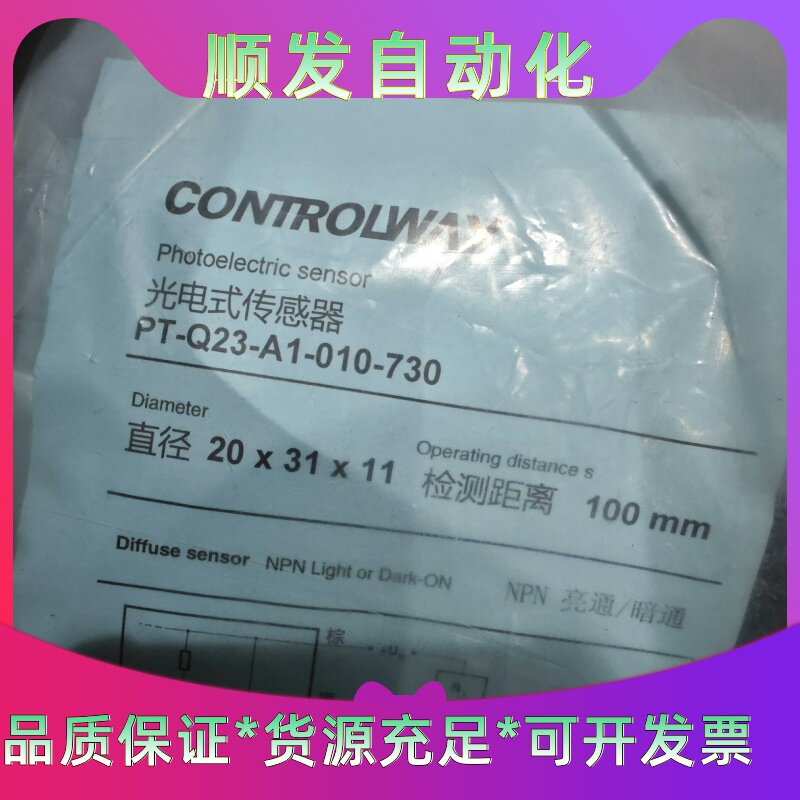 顺发自动化
CONTROLWAY
Photoelectric sensor
光电式传感器
PT-Q23-A1-010-730
Diameter
直径 20 x 31 x 11
Operating distance s
检测距离 100 mm
Diffuse sensor NPN Light or Dark-ON NPN 亮通/暗通
棕
品质保证*货源充足*可开发票